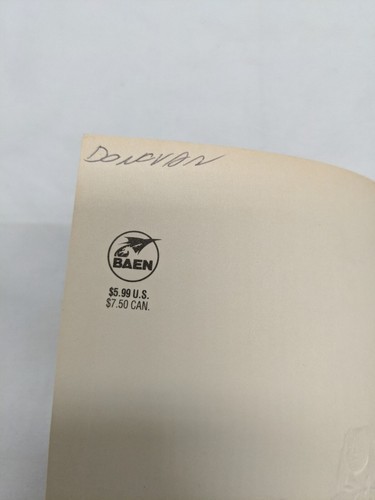 DONOVAN
BAEN
$5.99 U.S.
$7.50 CAN.